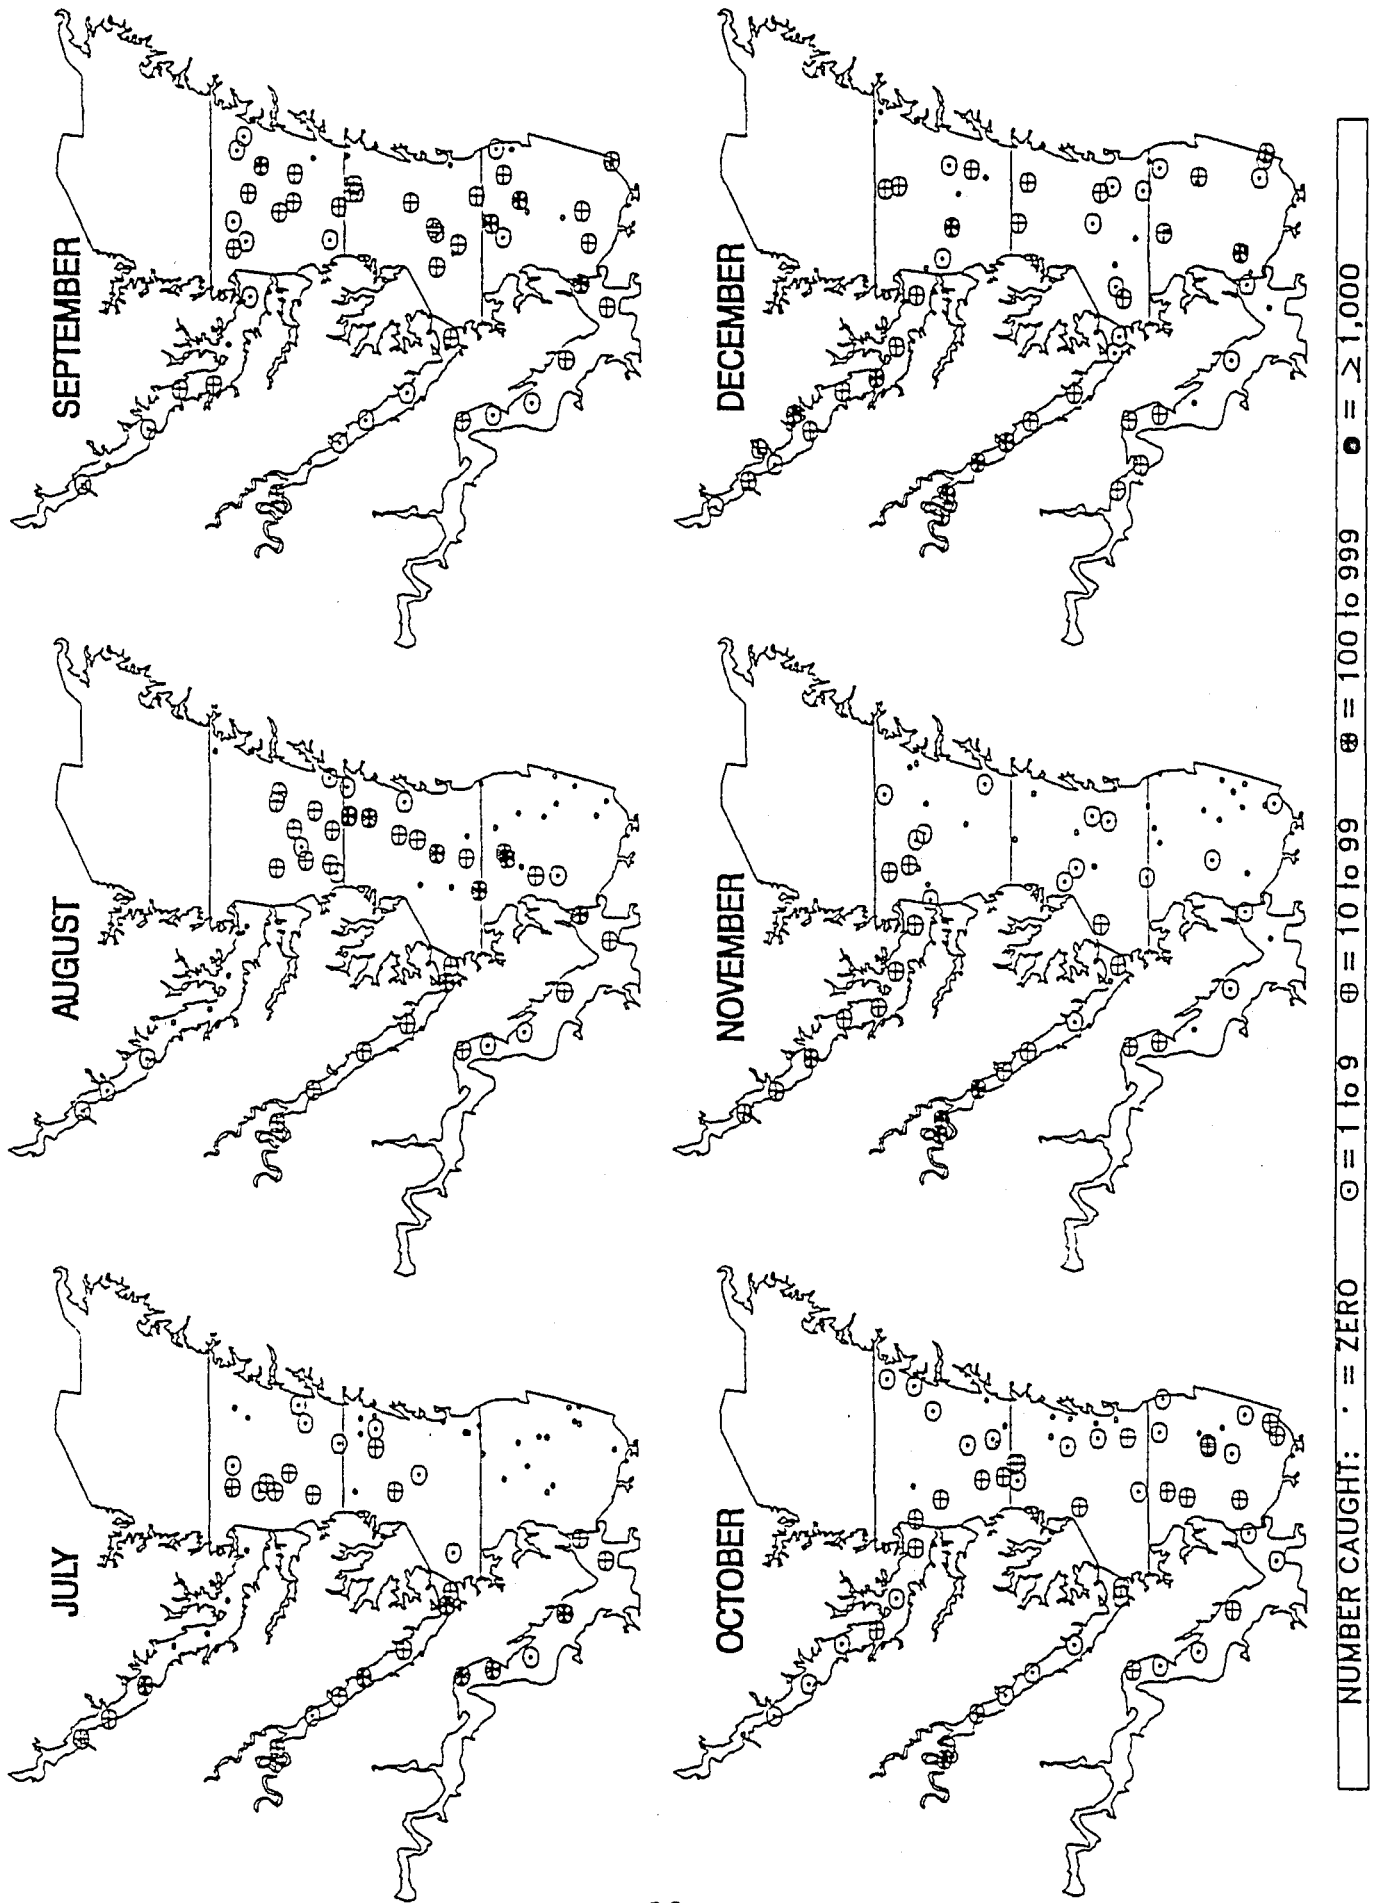 JULY
AUGUST
SEPTEMBER
OCTOBER
NOVEMBER
DECEMBER
NUMBER CAUGHT: · = ZERO ⊙ = 1 to 9 ⊕ = 10 to 99 ⊛ = 100 to 999 ● = ≥ 1,000